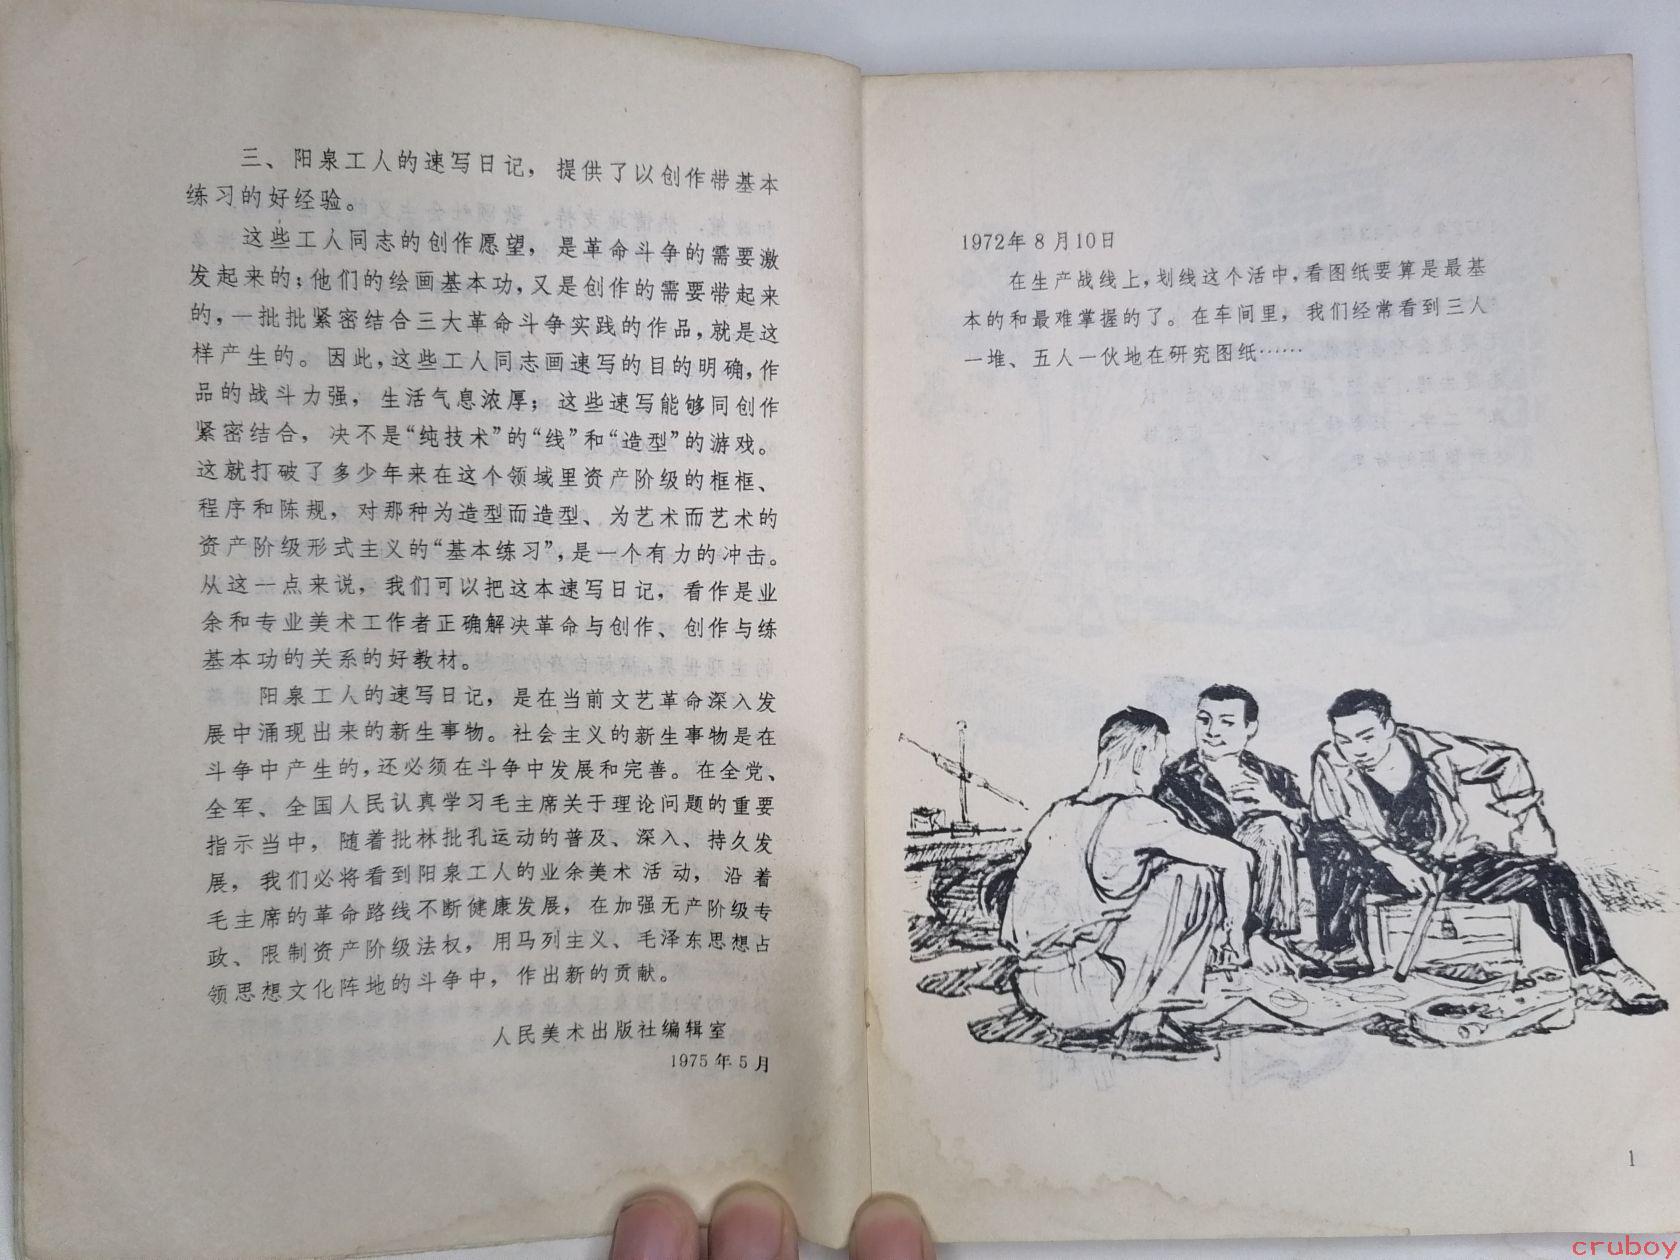 三、阳泉工人的速写日记，提供了以创作带基本
练习的好经验。
这些工人同志的创作愿望，是革命斗争的需要激
发起来的；他们的绘画基本功，又是创作的需要带起来
的，一批批紧密结合三大革命斗争实践的作品，就是这
样产生的。因此，这些工人同志画速写的目的明确，作
品的战斗力强，生活气息浓厚；这些速写能够同创作
紧密结合，决不是“纯技术”的“线”和“造型”的游戏。
这就打破了多少年来在这个领域里资产阶级的框框、
程序和陈规，对那种为造型而造型、为艺术而艺术的
资产阶级形式主义的“基本练习”，是一个有力的冲击。
从这一点来说，我们可以把这本速写日记，看作是业
余和专业美术工作者正确解决革命与创作、创作与练
基本功的关系的好教材。
阳泉工人的速写日记，是在当前文艺革命深入发
展中涌现出来的新生事物。社会主义的新生事物是在
斗争中产生的，还必须在斗争中发展和完善。在全党、
全军、全国人民认真学习毛主席关于理论问题的重要
指示当中，随着批林批孔运动的普及、深入、持久发
展，我们必将看到阳泉工人的业余美术活动，沿着
毛主席的革命路线不断健康发展，在加强无产阶级专
政、限制资产阶级法权，用马列主义、毛泽东思想占
领思想文化阵地的斗争中，作出新的贡献。
人民美术出版社编辑室
1975年5月
1972年8月10日
在生产战线上，划线这个活中，看图纸要算是最基
本的和最难掌握的了。在车间里，我们经常看到三人
一堆、五人一伙地在研究图纸……
1
cruboy